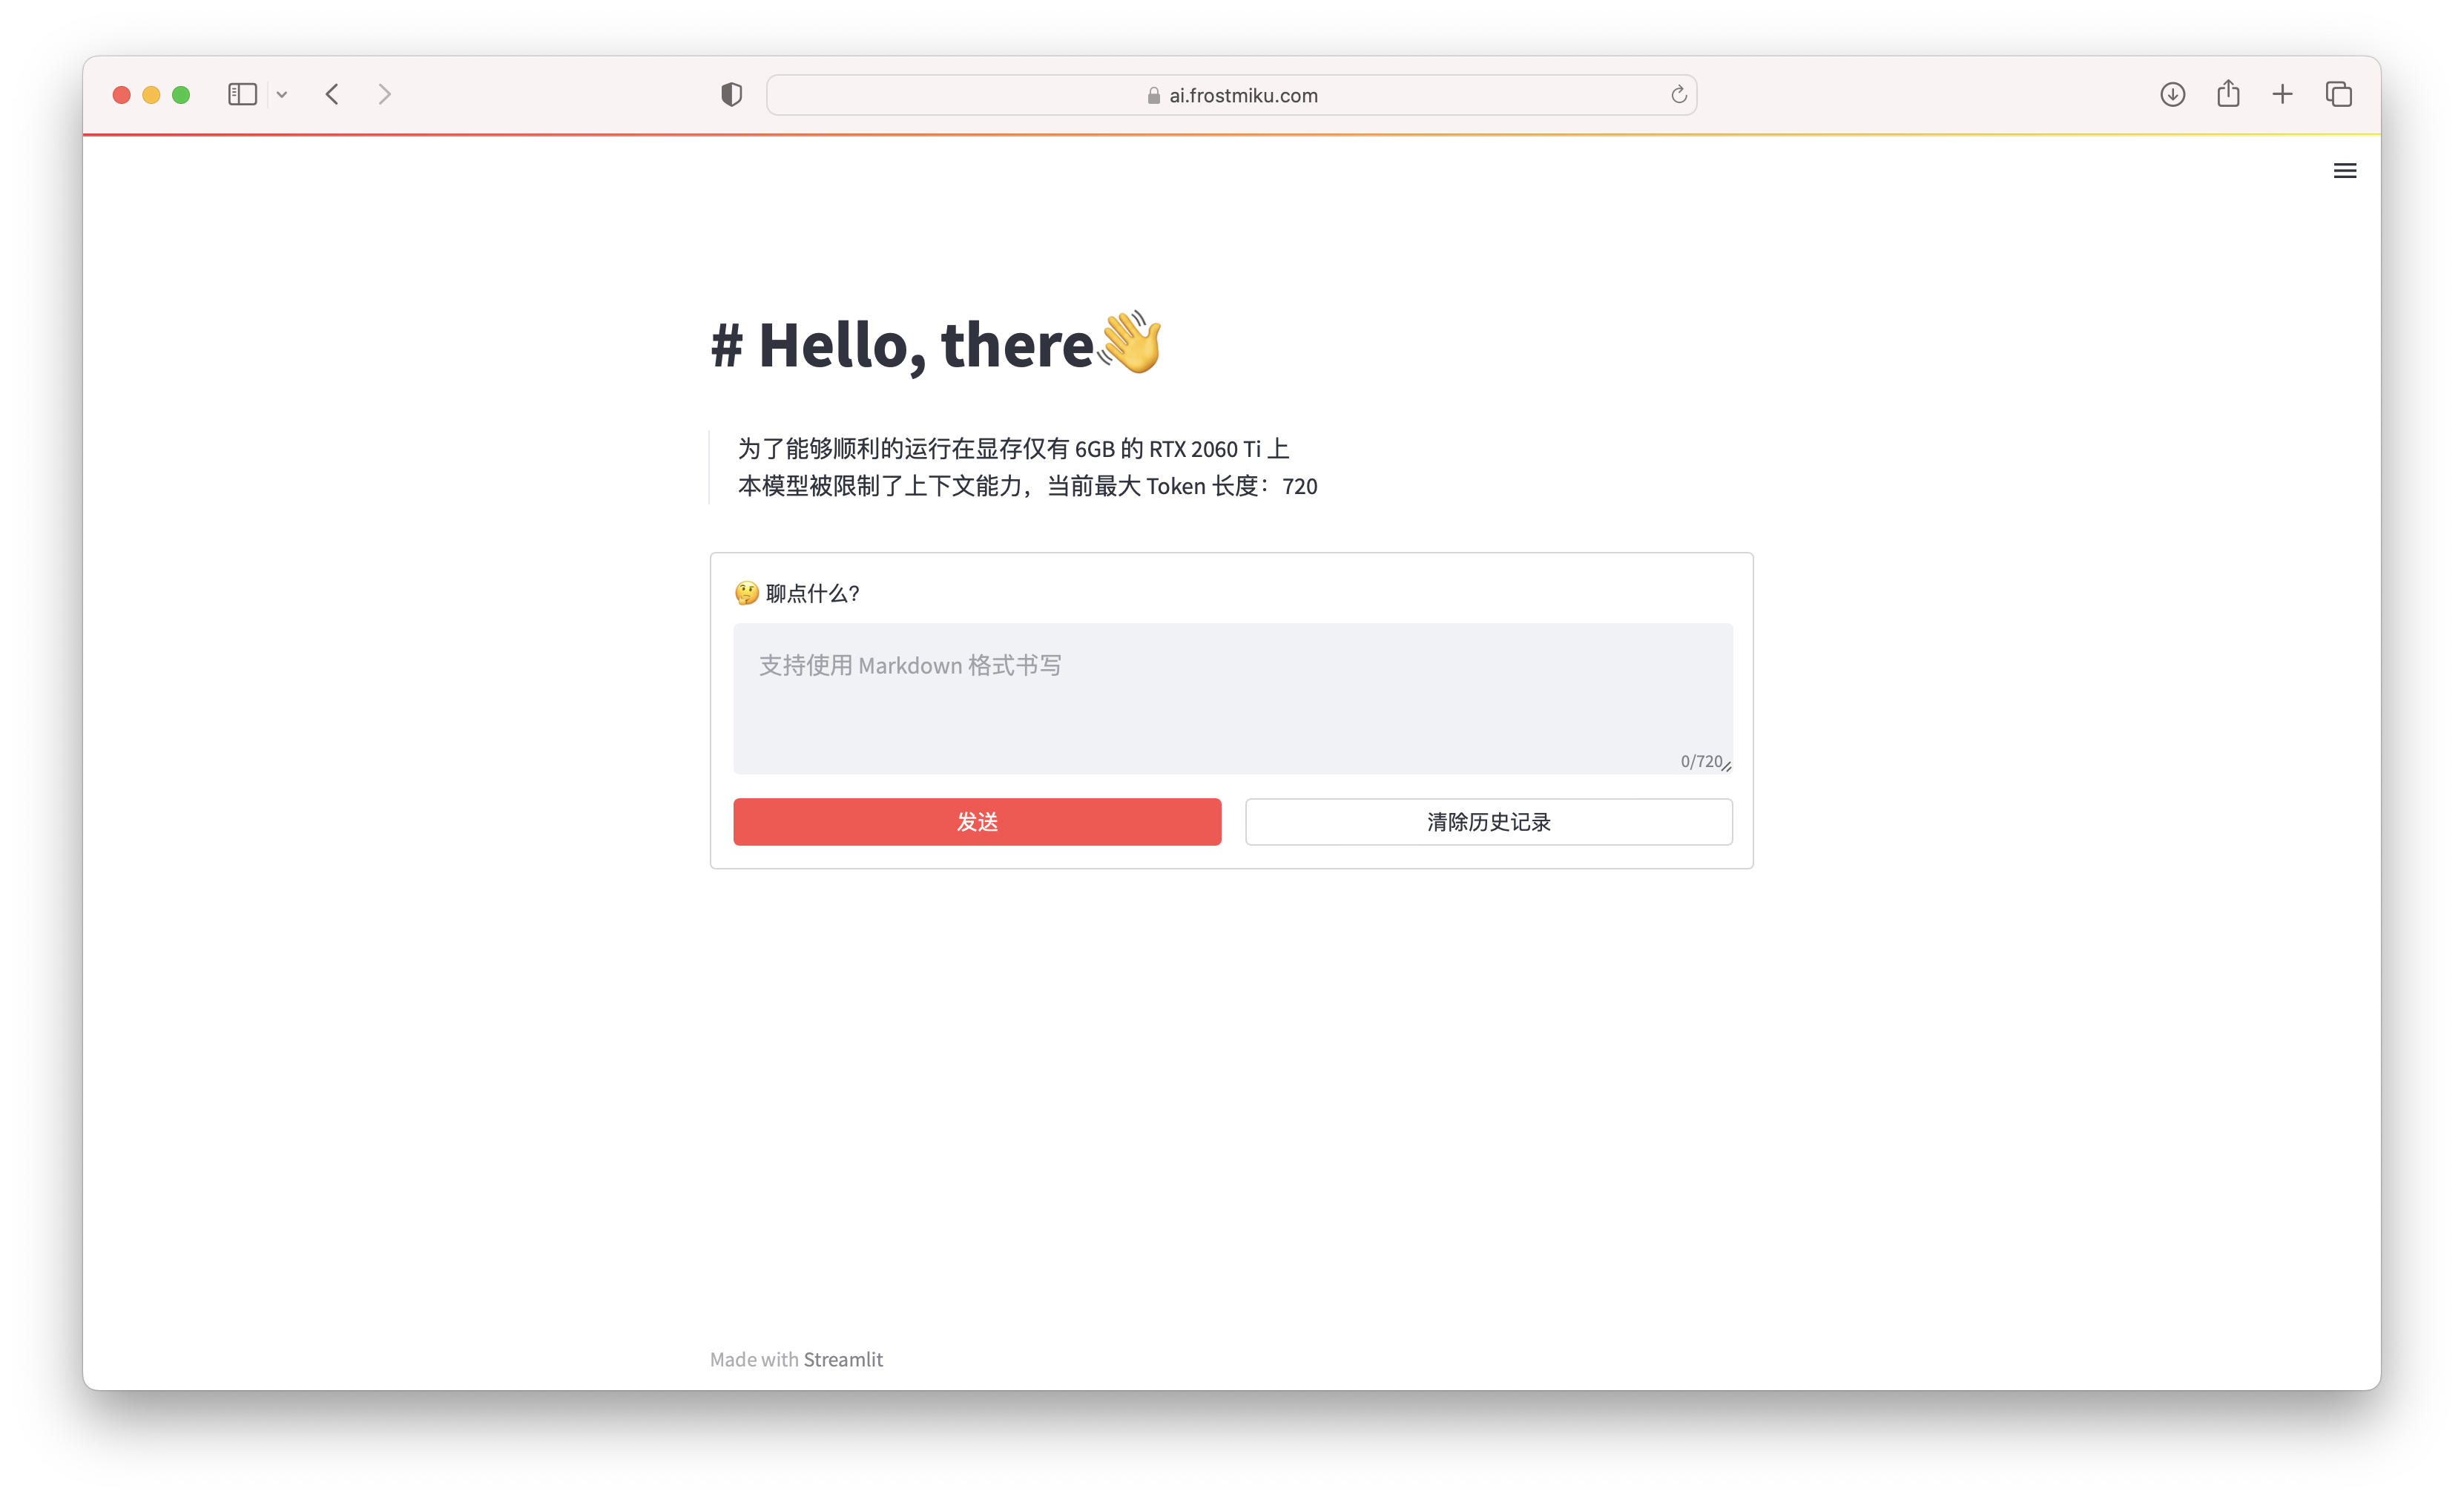 ai.frostmiku.com
# Hello, there👋
为了能够顺利的运行在显存仅有 6GB 的 RTX 2060 Ti 上
本模型被限制了上下文能力，当前最大 Token 长度：720
🤔 聊点什么？
支持使用 Markdown 格式书写
0/720
发送
清除历史记录
Made with Streamlit